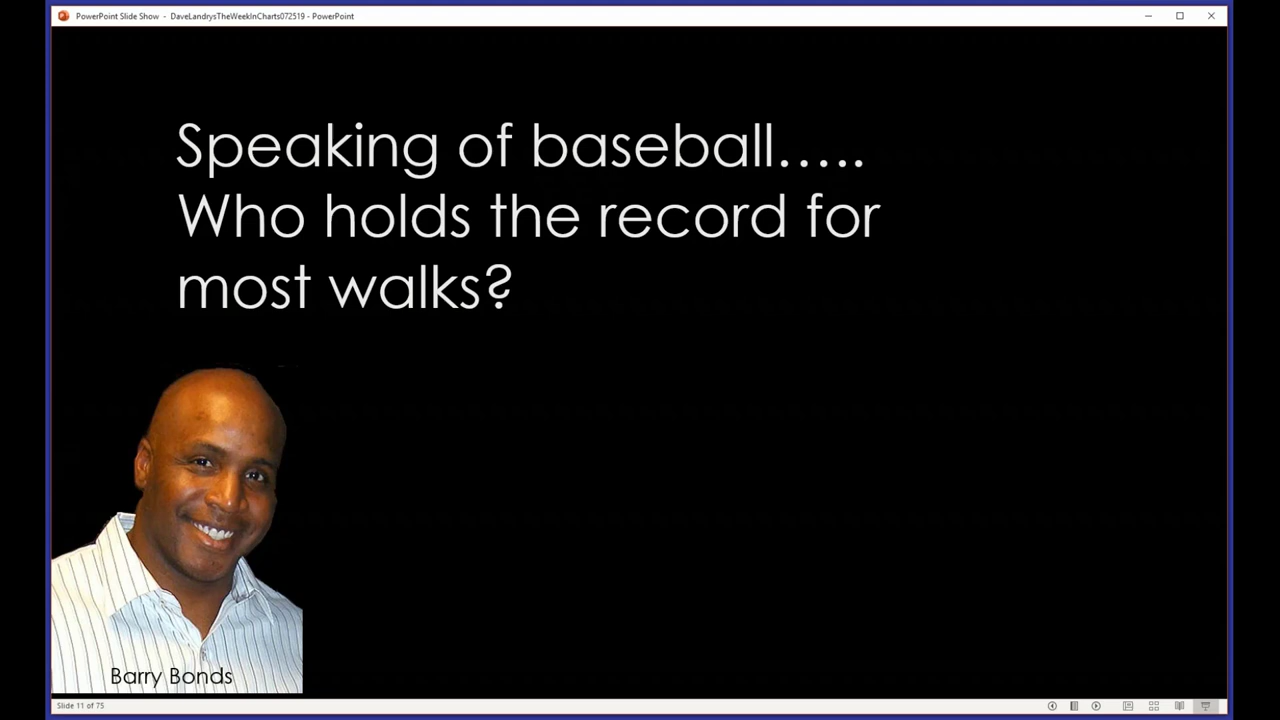 PowerPoint Slide Show - DaveLandrysTheWeekInCharts072519 - PowerPoint
Speaking of baseball.....
Who holds the record for
most walks?
Barry Bonds
Slide 11 of 75